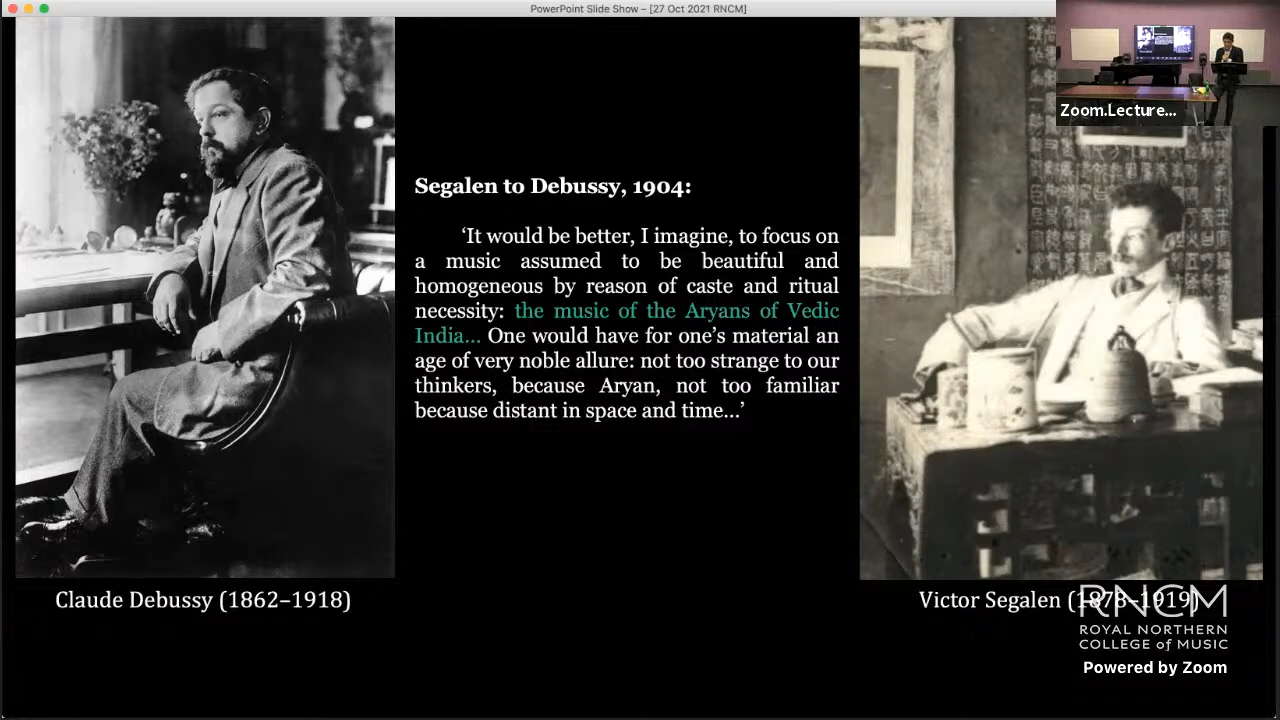 PowerPoint Slide Show – [27 Oct 2021 RNCM]
Zoom.Lecture...
Segalen to Debussy, 1904:
‘It would be better, I imagine, to focus on
a music assumed to be beautiful and
homogeneous by reason of caste and ritual
necessity: the music of the Aryans of Vedic
India... One would have for one’s material an
age of very noble allure: not too strange to our
thinkers, because Aryan, not too familiar
because distant in space and time...’
Claude Debussy (1862–1918)
Victor Segalen (1878–1919)
RNCM
ROYAL NORTHERN
COLLEGE of MUSIC
Powered by Zoom